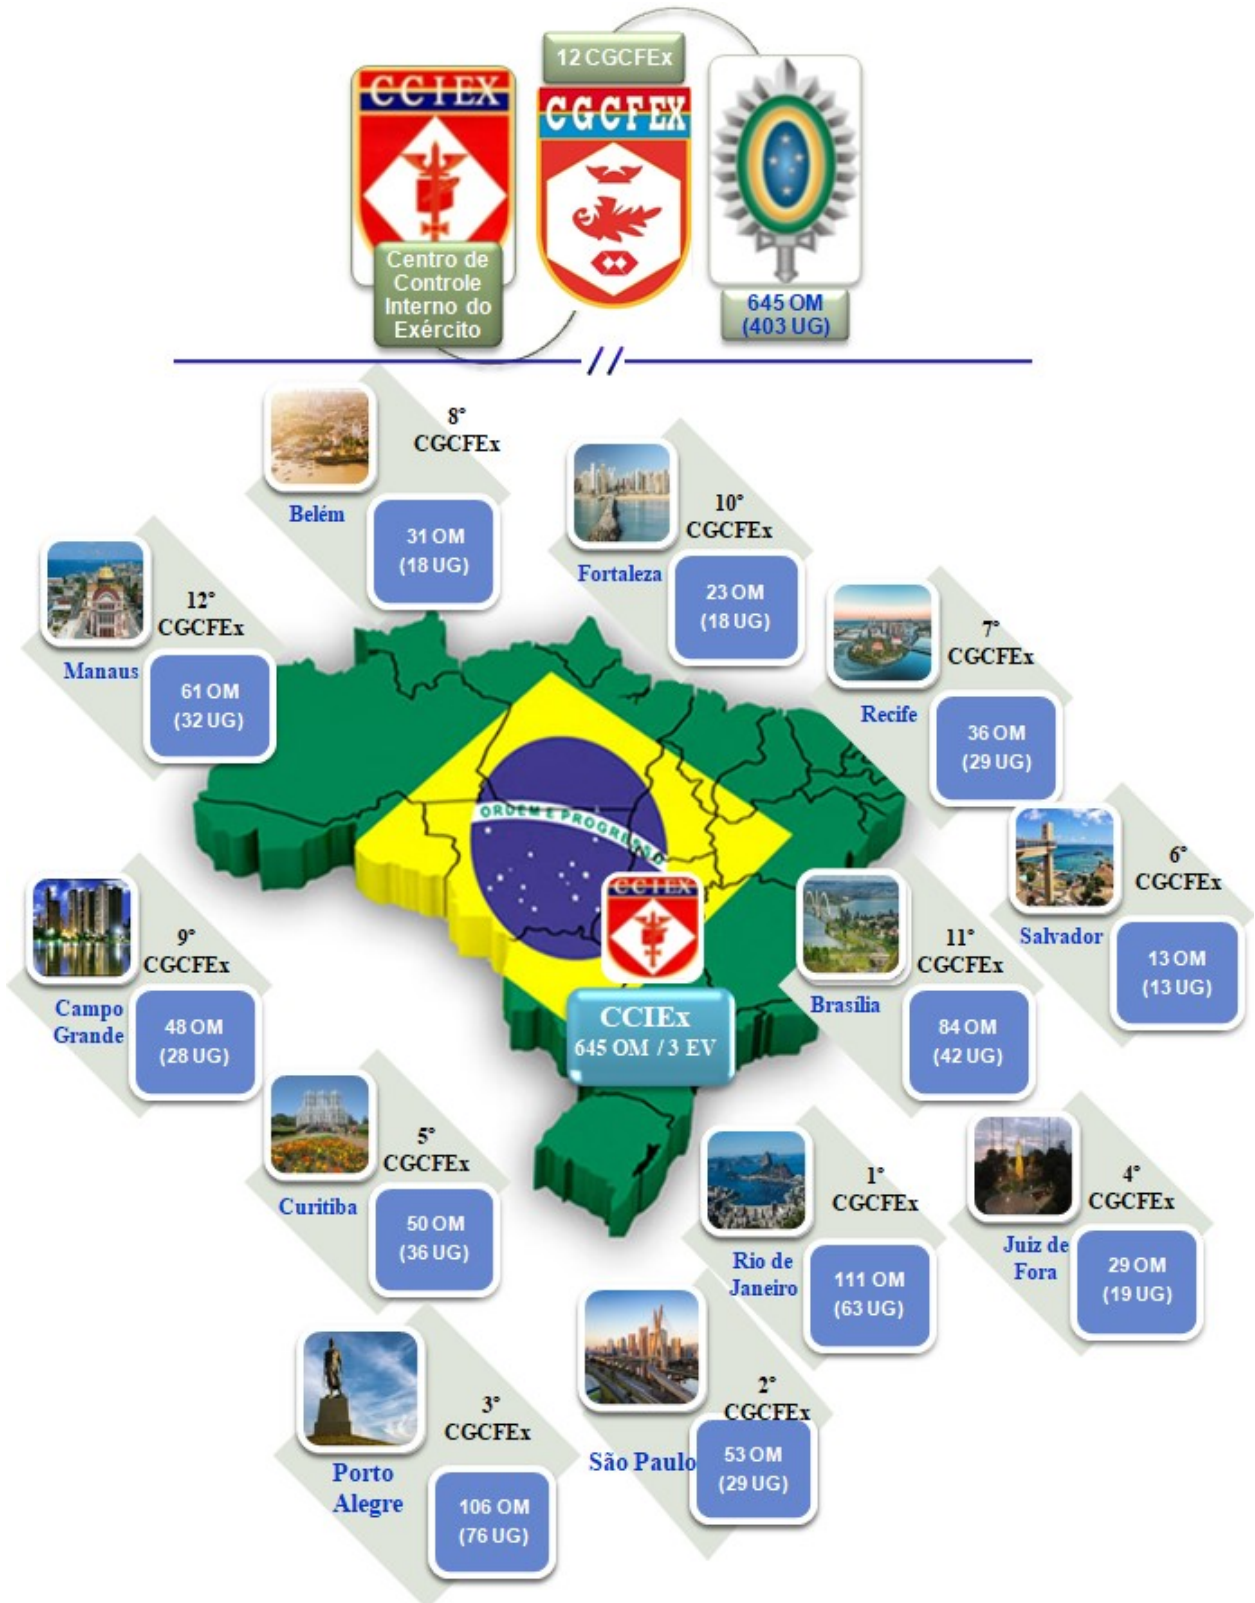 12 CGCFEx
CCIEX
CGCFEX
Centro de
Controle
Interno do
Exército
645 OM
(403 UG)
8°
CGCFEx
Belém
31 OM
(18 UG)
10°
CGCFEx
Fortaleza
23 OM
(18 UG)
12°
CGCFEx
Manaus
61 OM
(32 UG)
7°
CGCFEx
Recife
36 OM
(29 UG)
ORDEM E PROGRESSO
6°
CGCFEx
Salvador
13 OM
(13 UG)
9°
CGCFEx
Campo
Grande
48 OM
(28 UG)
CCIEX
CCIEx
645 OM / 3 EV
11°
CGCFEx
Brasília
84 OM
(42 UG)
5°
CGCFEx
Curitiba
50 OM
(36 UG)
1°
CGCFEx
Rio de
Janeiro
111 OM
(63 UG)
4°
CGCFEx
Juiz de
Fora
29 OM
(19 UG)
3°
CGCFEx
Porto
Alegre
106 OM
(76 UG)
2°
CGCFEx
São Paulo
53 OM
(29 UG)